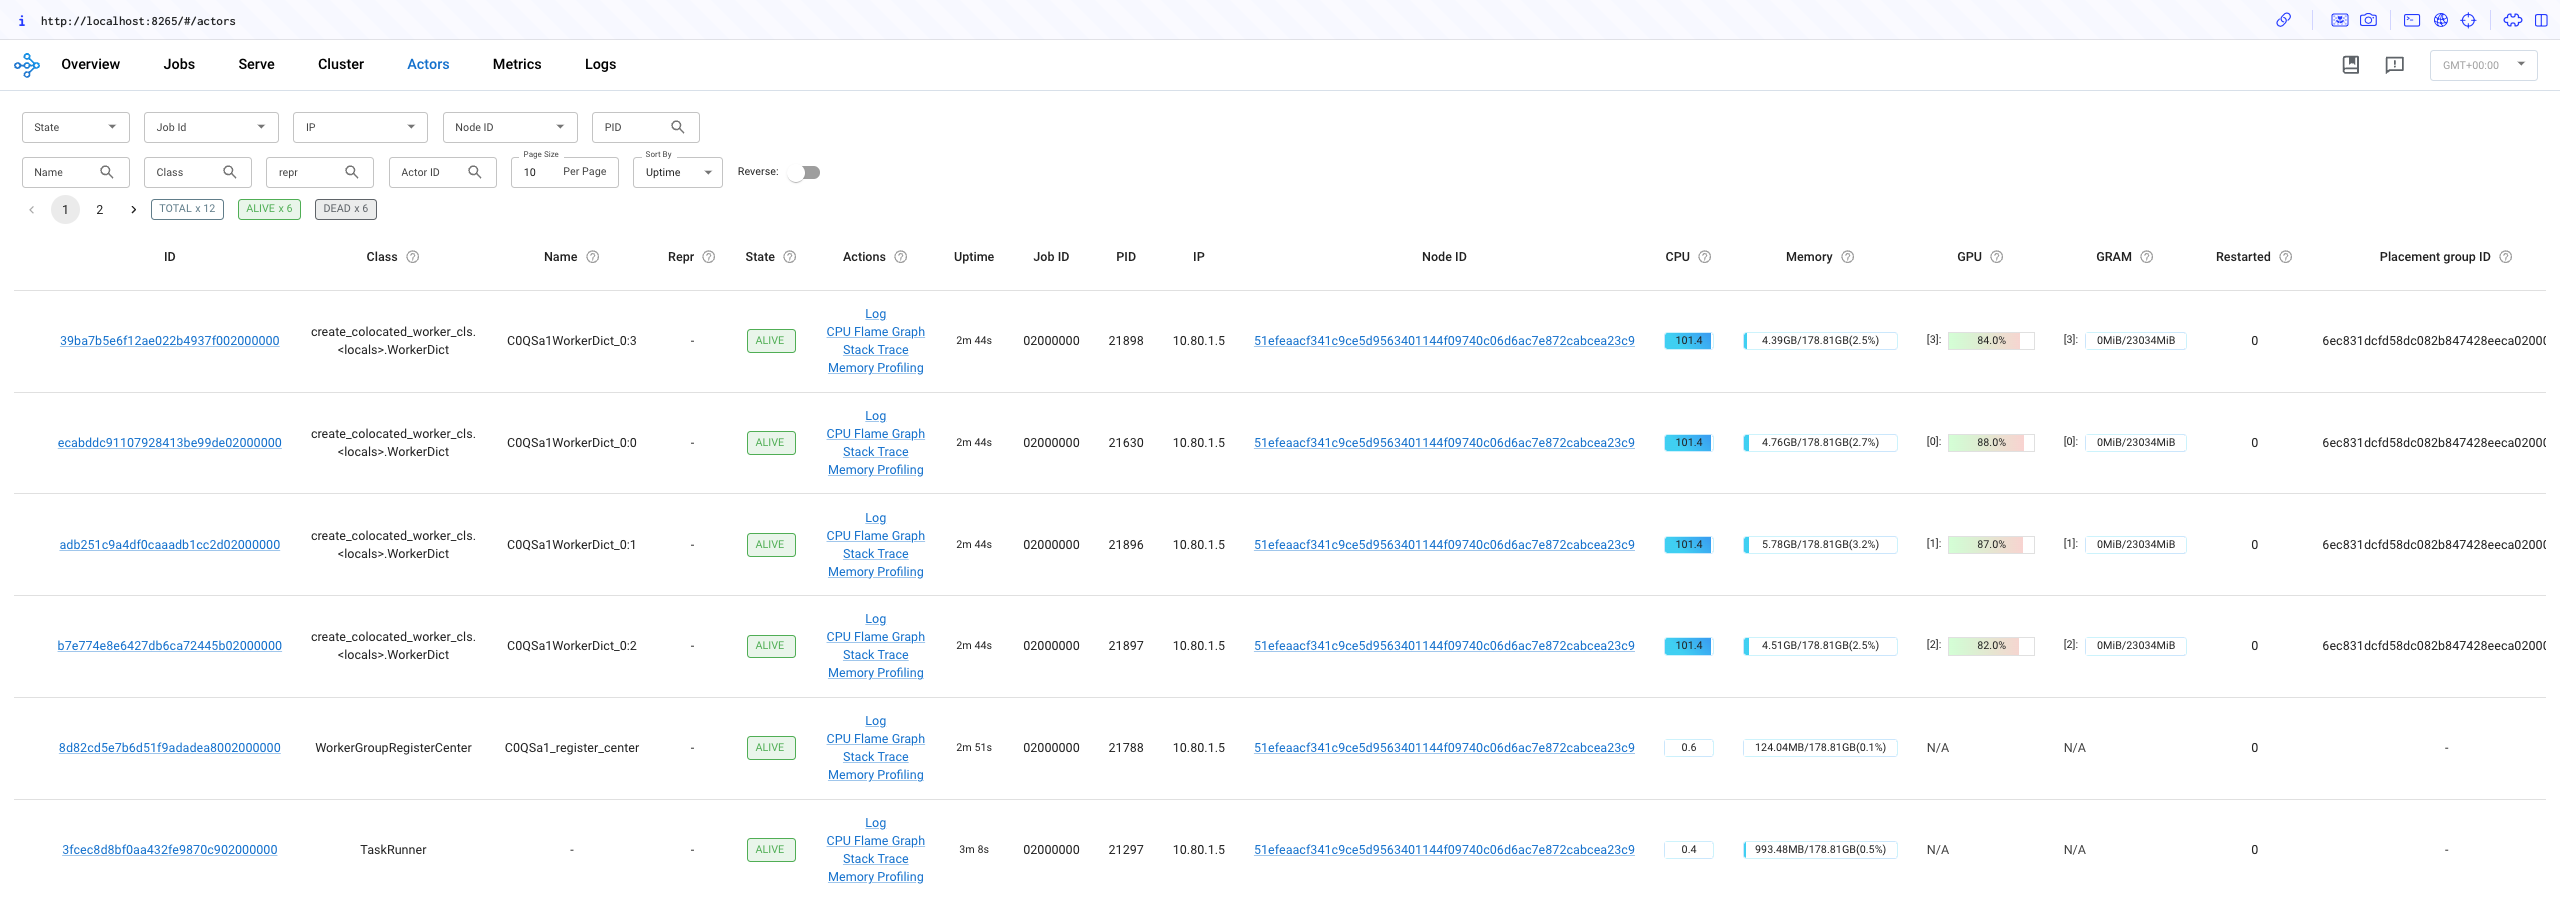 http://localhost:8265/#/actors
Overview Jobs Serve Cluster Actors Metrics Logs GMT+00:00
State Job Id IP Node ID PID
Page Size Sort By
Name Class repr Actor ID 10 Per Page Uptime Reverse:
1 2 TOTAL x 12 ALIVE x 6 DEAD x 6
ID Class Name Repr State Actions Uptime Job ID PID IP Node ID CPU Memory GPU GRAM Restarted Placement group ID
Log
create_colocated_worker_cls. CPU Flame Graph
39ba7b5e6f12ae022b4937f002000000 C0QSa1WorkerDict_0:3 - ALIVE 2m 44s 02000000 21898 10.80.1.5 51efeaacf341c9ce5d9563401144f09740c06d6ac7e872cabcea23c9 101.4 4.39GB/178.81GB(2.5%) [3]: 84.0% [3]: 0MiB/23034MiB 0 6ec831dcfd58dc082b847428eeca0200
<locals>.WorkerDict Stack Trace
Memory Profiling
Log
create_colocated_worker_cls. CPU Flame Graph
ecabddc91107928413be99de02000000 C0QSa1WorkerDict_0:0 - ALIVE 2m 44s 02000000 21630 10.80.1.5 51efeaacf341c9ce5d9563401144f09740c06d6ac7e872cabcea23c9 101.4 4.76GB/178.81GB(2.7%) [0]: 88.0% [0]: 0MiB/23034MiB 0 6ec831dcfd58dc082b847428eeca0200
<locals>.WorkerDict Stack Trace
Memory Profiling
Log
create_colocated_worker_cls. CPU Flame Graph
adb251c9a4df0caaadb1cc2d02000000 C0QSa1WorkerDict_0:1 - ALIVE 2m 44s 02000000 21896 10.80.1.5 51efeaacf341c9ce5d9563401144f09740c06d6ac7e872cabcea23c9 101.4 5.78GB/178.81GB(3.2%) [1]: 87.0% [1]: 0MiB/23034MiB 0 6ec831dcfd58dc082b847428eeca0200
<locals>.WorkerDict Stack Trace
Memory Profiling
Log
create_colocated_worker_cls. CPU Flame Graph
b7e774e8e6427db6ca72445b02000000 C0QSa1WorkerDict_0:2 - ALIVE 2m 44s 02000000 21897 10.80.1.5 51efeaacf341c9ce5d9563401144f09740c06d6ac7e872cabcea23c9 101.4 4.51GB/178.81GB(2.5%) [2]: 82.0% [2]: 0MiB/23034MiB 0 6ec831dcfd58dc082b847428eeca0200
<locals>.WorkerDict Stack Trace
Memory Profiling
Log
CPU Flame Graph
8d82cd5e7b6d51f9adadea8002000000 WorkerGroupRegisterCenter C0QSa1_register_center - ALIVE 2m 51s 02000000 21788 10.80.1.5 51efeaacf341c9ce5d9563401144f09740c06d6ac7e872cabcea23c9 0.6 124.04MB/178.81GB(0.1%) N/A N/A 0 -
Stack Trace
Memory Profiling
Log
CPU Flame Graph
3fcec8d8bf0aa432fe9870c902000000 TaskRunner - - ALIVE 3m 8s 02000000 21297 10.80.1.5 51efeaacf341c9ce5d9563401144f09740c06d6ac7e872cabcea23c9 0.4 993.48MB/178.81GB(0.5%) N/A N/A 0 -
Stack Trace
Memory Profiling